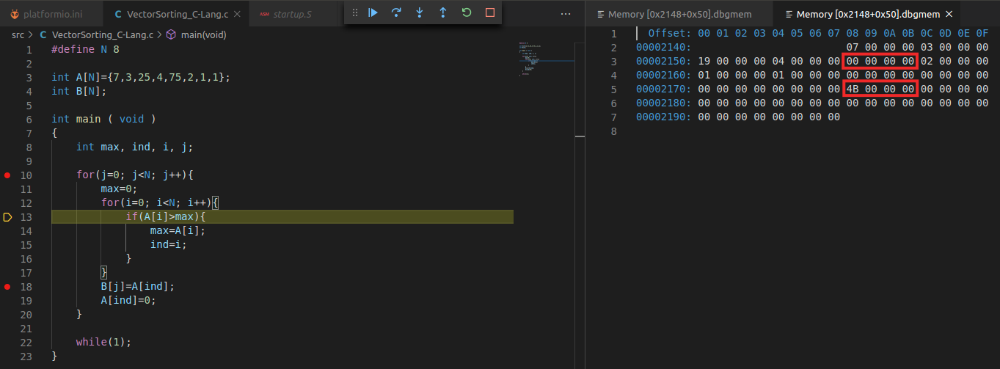 platformio.ini
C VectorSorting_C-Lang.c ×
ASM startup.S
src > C VectorSorting_C-Lang.c > main(void)
1 #define N 8
2
3 int A[N]={7,3,25,4,75,2,1,1};
4 int B[N];
5
6 int main ( void )
7 {
8 int max, ind, i, j;
9
10 for(j=0; j<N; j++){
11 max=0;
12 for(i=0; i<N; i++){
13 if(A[i]>max){
14 max=A[i];
15 ind=i;
16 }
17 }
18 B[j]=A[ind];
19 A[ind]=0;
20 }
21
22 while(1);
23 }
Memory [0x2148+0x50].dbgmem
Memory [0x2148+0x50].dbgmem ×
1 Offset: 00 01 02 03 04 05 06 07 08 09 0A 0B 0C 0D 0E 0F
2 00002140: 07 00 00 00 03 00 00 00
3 00002150: 19 00 00 00 04 00 00 00 00 00 00 00 02 00 00 00
4 00002160: 01 00 00 00 01 00 00 00 00 00 00 00 00 00 00 00
5 00002170: 00 00 00 00 00 00 00 00 4B 00 00 00 00 00 00 00
6 00002180: 00 00 00 00 00 00 00 00 00 00 00 00 00 00 00 00
7 00002190: 00 00 00 00 00 00 00 00
8